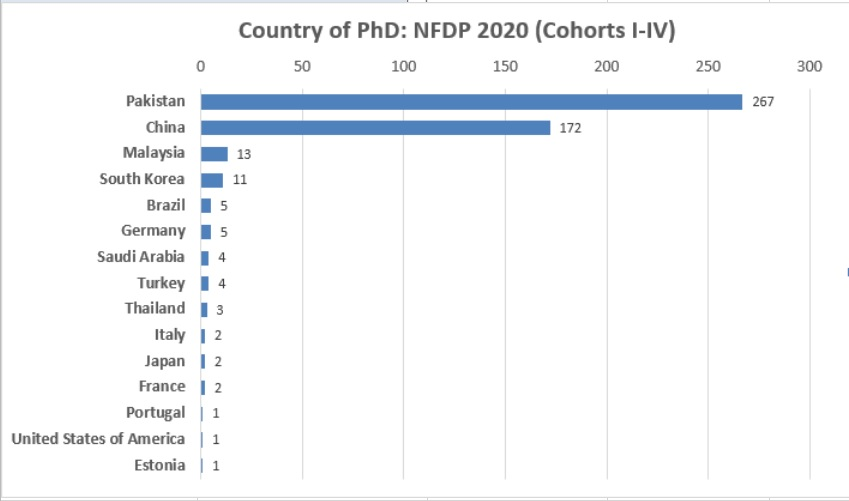 Country of PhD: NFDP 2020 (Cohorts I-IV)
0 50 100 150 200 250 300
Pakistan 267
China 172
Malaysia 13
South Korea 11
Brazil 5
Germany 5
Saudi Arabia 4
Turkey 4
Thailand 3
Italy 2
Japan 2
France 2
Portugal 1
United States of America 1
Estonia 1